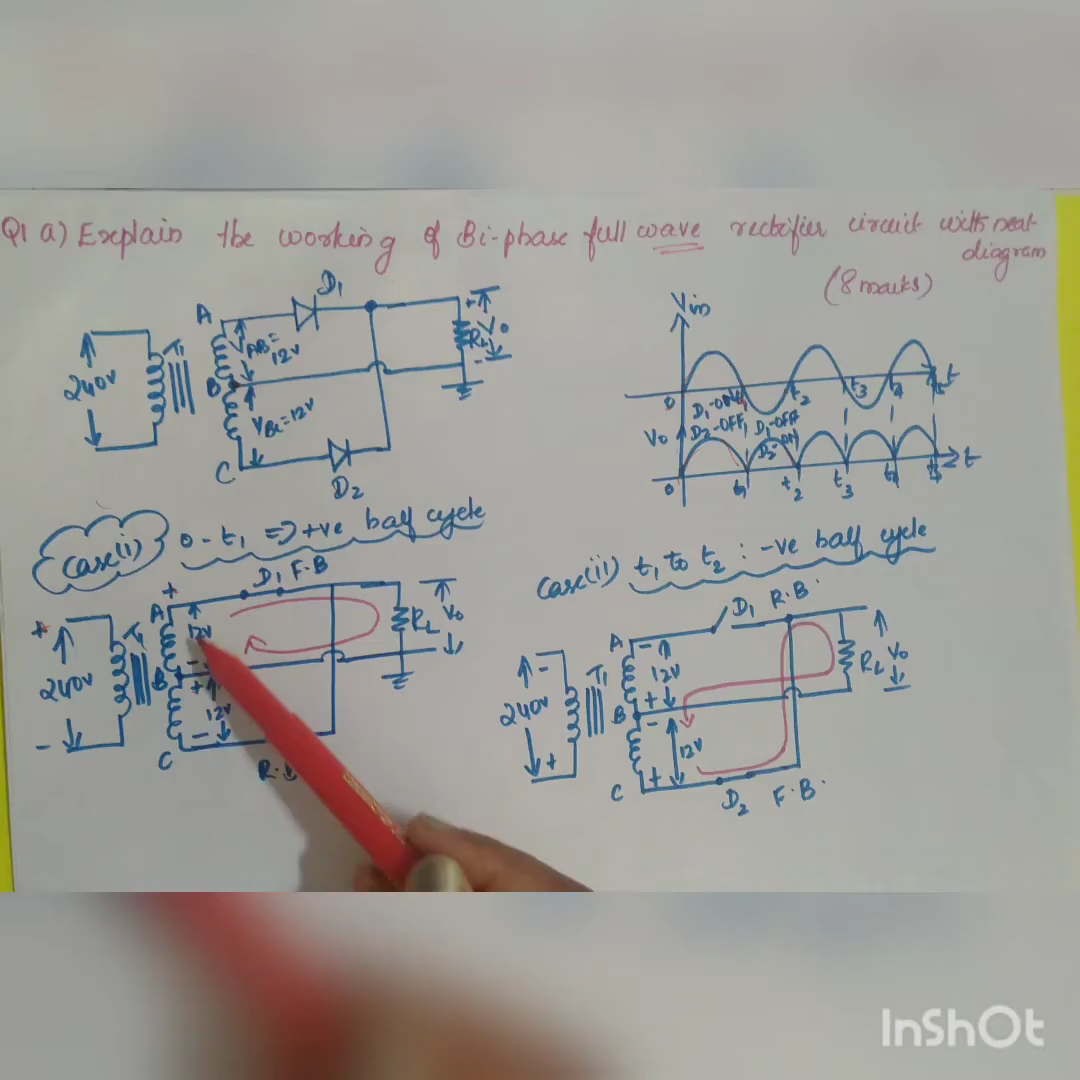 Q1 a) Explain the working of Bi-phase full wave rectifier circuit with neat
diagram
(8 marks)
D1
A
240V
T1
VAB=
12V
B
VBC=12V
C
D2
+
RL
Vo
-
Vin
0
t2
t3
t4
t
D1-ON
D2-OFF
D1-OFF
D2-ON
Vo
0
t1
t2
t3
t
Case(i) 0 - t1 => +ve half cycle
D1 F.B
+
A
12V
-
+
240V
-
T1
B
+
12V
-
C
RL
Vo
Case(ii) t1 to t2 : -ve half cycle
D1 R.B.
A
-
12V
+
-
240V
+
T1
B
-
12V
+
C
D2 F.B.
RL
Vo
InShOt